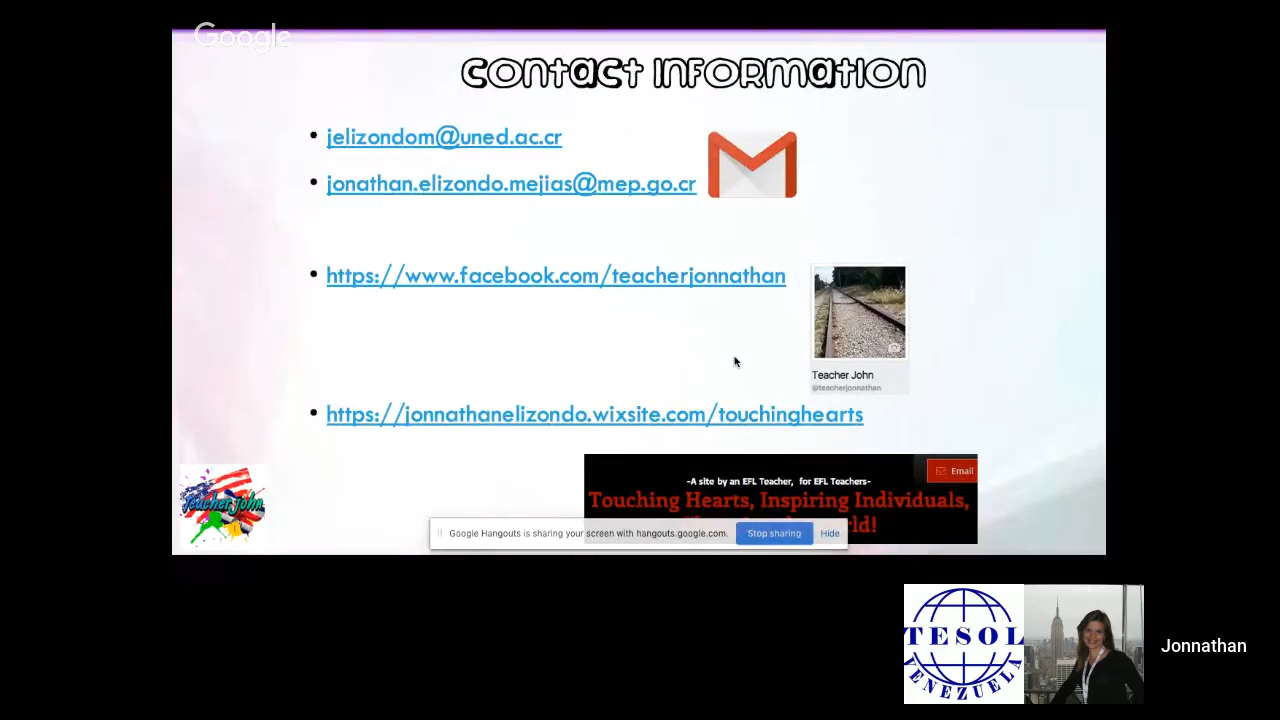 Google
CONTACT INFORMATION
jelizondom@uned.ac.cr
jonathan.elizondo.mejias@mep.go.cr
https://www.facebook.com/teacherjonnathan
Teacher John
@teacherjonnathan
https://jonnathanelizondo.wixsite.com/touchinghearts
Email
-A site by an EFL Teacher, for EFL Teachers-
Touching Hearts, Inspiring Individuals,
Teacher John
Google Hangouts is sharing your screen with hangouts.google.com. Stop sharing Hide
TESOL
VENEZUELA
Jonnathan